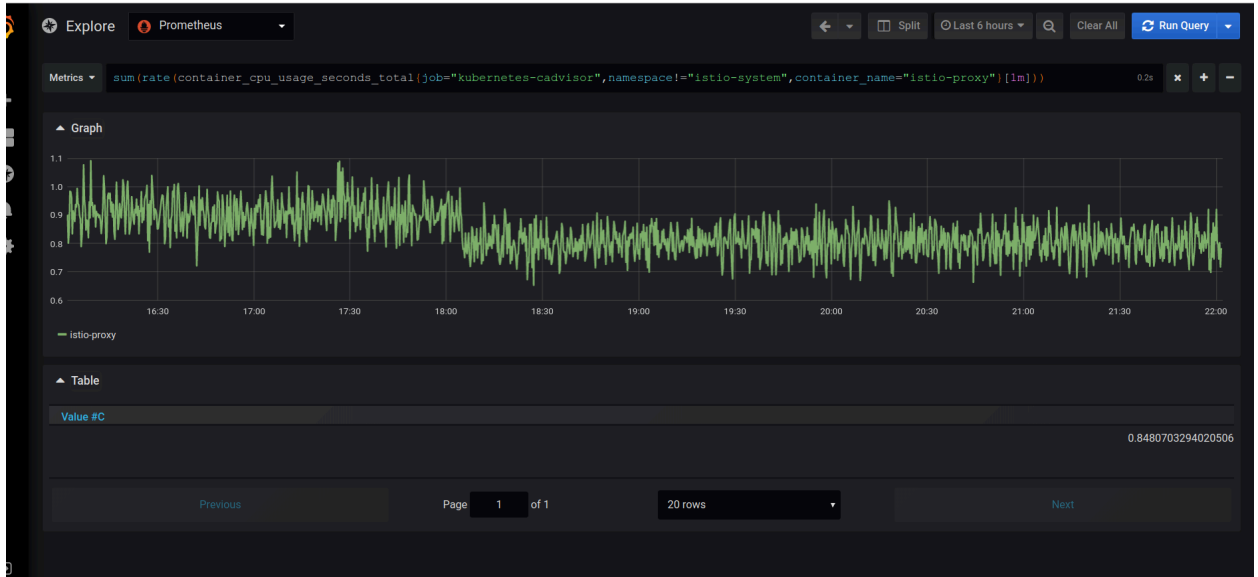 Explore Prometheus Split Last 6 hours Clear All Run Query
Metrics sum(rate(container_cpu_usage_seconds_total{job="kubernetes-cadvisor",namespace!="istio-system",container_name="istio-proxy"}[1m])) 0.2s
Graph
1.1
1.0
0.9
0.8
0.7
0.6
16:30 17:00 17:30 18:00 18:30 19:00 19:30 20:00 20:30 21:00 21:30 22:00
istio-proxy
Table
Value #C
0.8480703294020506
Previous Page 1 of 1 20 rows Next